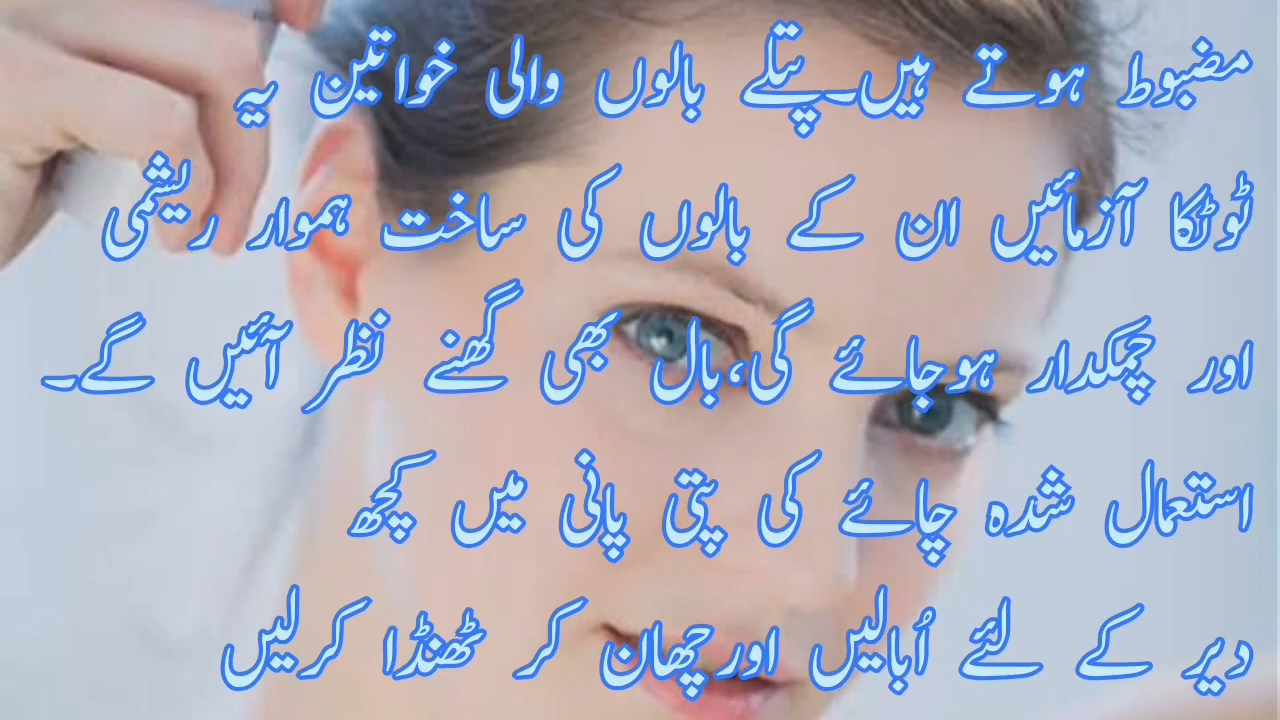 مضبوط ہوتے ہیں۔پتلے بالوں والی خواتین یہ
ٹوٹکا آزمائیں ان کے بالوں کی ساخت ہموار ریشمی
اور چمکدار ہوجائے گی،بال بھی گھنے نظر آئیں گے۔
استعمال شدہ چائے کی پتی پانی میں کچھ
دیر کے لئے اُبالیں اورچھان کر ٹھنڈا کرلیں